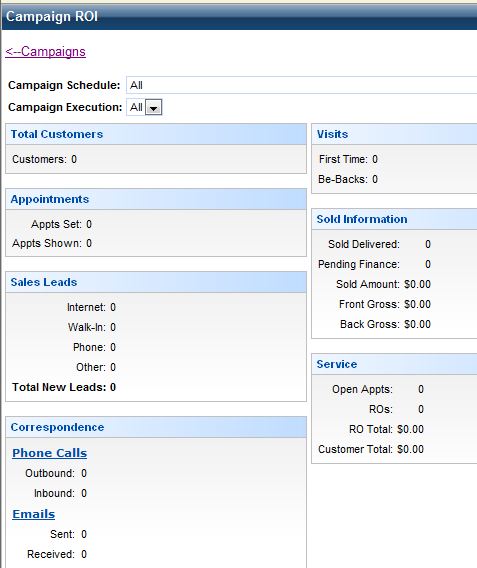 Campaign ROI
<--Campaigns
Campaign Schedule: All
Campaign Execution: All
Total Customers
Customers: 0
Appointments
Appts Set: 0
Appts Shown: 0
Sales Leads
Internet: 0
Walk-In: 0
Phone: 0
Other: 0
Total New Leads: 0
Correspondence
Phone Calls
Outbound: 0
Inbound: 0
Emails
Sent: 0
Received: 0
Visits
First Time: 0
Be-Backs: 0
Sold Information
Sold Delivered: 0
Pending Finance: 0
Sold Amount: $0.00
Front Gross: $0.00
Back Gross: $0.00
Service
Open Appts: 0
ROs: 0
RO Total: $0.00
Customer Total: $0.00